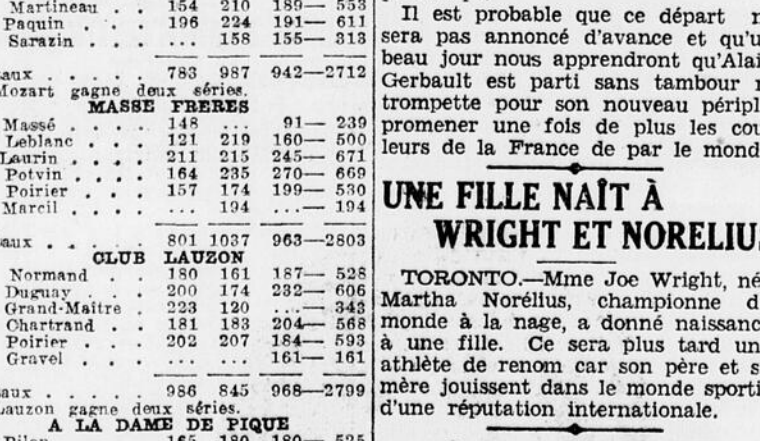 Martineau . . . 154 210 189— 553
Paquin . . . . 196 224 191— 611
Sarazin . . . . ... 158 155— 313
aux . . . . . 783 987 942—2712
Mozart gagne deux séries.
MASSE FRERES
Massé . . . . 148 ... 91— 239
Leblanc . . . . 121 219 160— 500
Laurin . . . . 211 215 245— 671
Potvin . . . . 164 235 270— 669
Poirier . . . . 157 174 199— 530
Marcil . . . . ... 194 ...— 194
aux . . . . . 801 1037 963—2803
CLUB LAUZON
Normand . . . 180 161 187— 528
Duguay . . . 200 174 232— 606
Grand-Maître . 223 120 ...— 343
Chartrand . . . 181 183 204— 568
Poirier . . . . 202 207 184— 593
Gravel . . . . ... ... 161— 161
aux . . . . . 986 845 968—2799
Lauzon gagne deux séries.
A LA DAME DE PIQUE
165 180 180— 525
Il est probable que ce départ
sera pas annoncé d'avance et qu'u
beau jour nous apprendront qu'Alai
Gerbault est parti sans tambour
trompette pour son nouveau péripl
promener une fois de plus les cou
leurs de la France de par le mond
UNE FILLE NAÎT À
WRIGHT ET NORELIUS
TORONTO.—Mme Joe Wright, né
Martha Norélius, championne d
monde à la nage, a donné naissanc
à une fille. Ce sera plus tard un
athlète de renom car son père et s
mère jouissent dans le monde sporti
d'une réputation internationale.